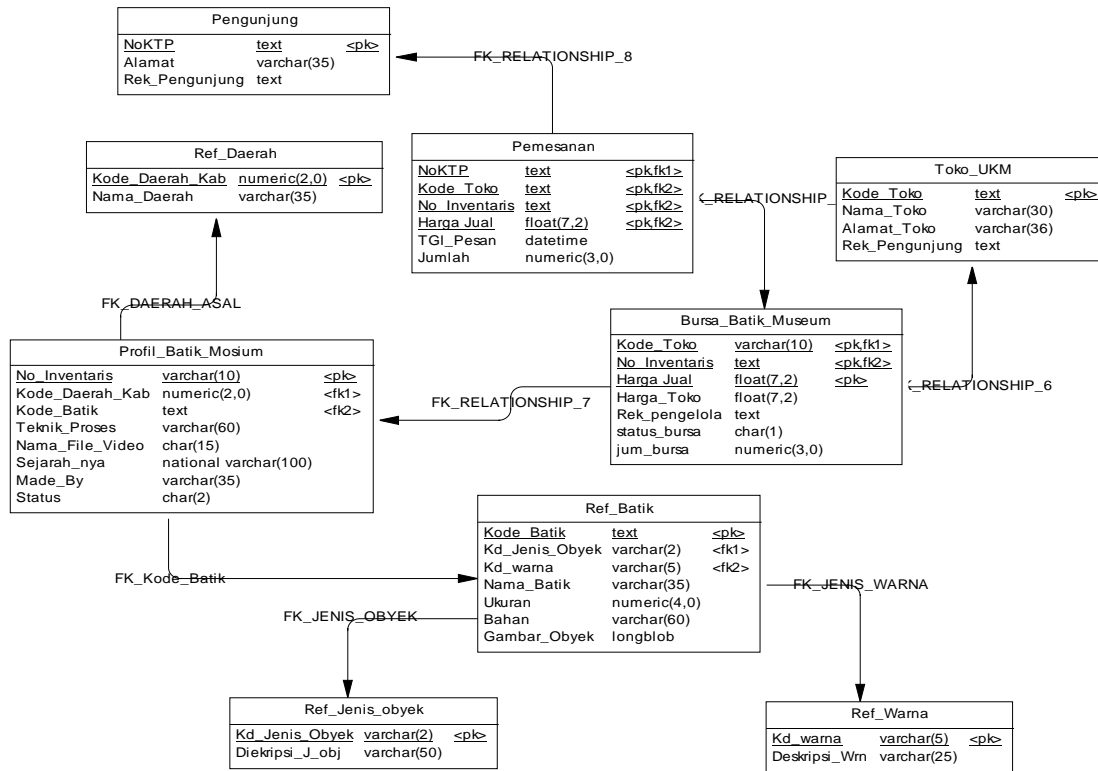 Pengunjung
NoKTP text <pk>
Alamat varchar(35)
Rek_Pengunjung text
FK_RELATIONSHIP_8
Ref_Daerah
Kode_Daerah_Kab numeric(2,0) <pk>
Nama_Daerah varchar(35)
Pemesanan
NoKTP text <pk,fk1>
Kode_Toko text <pk,fk2>
No_Inventaris text <pk,fk2>
Harga Jual float(7,2) <pk,fk2>
TGl_Pesan datetime
Jumlah numeric(3,0)
K_RELATIONSHIP_
Toko_UKM
Kode_Toko text <pk>
Nama_Toko varchar(30)
Alamat_Toko varchar(36)
Rek_Pengunjung text
FK_DAERAH_ASAL
Profil_Batik_Mosium
No_Inventaris varchar(10) <pk>
Kode_Daerah_Kab numeric(2,0) <fk1>
Kode_Batik text <fk2>
Teknik_Proses varchar(60)
Nama_File_Video char(15)
Sejarah_nya national varchar(100)
Made_By varchar(35)
Status char(2)
FK_RELATIONSHIP_7
Bursa_Batik_Museum
Kode_Toko varchar(10) <pk,fk1>
No_Inventaris text <pk,fk2>
Harga Jual float(7,2) <pk>
Harga_Toko float(7,2)
Rek_pengelola text
status_bursa char(1)
jum_bursa numeric(3,0)
K_RELATIONSHIP_6
FK_Kode_Batik
Ref_Batik
Kode_Batik text <pk>
Kd_Jenis_Obyek varchar(2) <fk1>
Kd_warna varchar(5) <fk2>
Nama_Batik varchar(35)
Ukuran numeric(4,0)
Bahan varchar(60)
Gambar_Obyek longblob
FK_JENIS_OBYEK
FK_JENIS_WARNA
Ref_Jenis_obyek
Kd_Jenis_Obyek varchar(2) <pk>
Diekripsi_J_obj varchar(50)
Ref_Warna
Kd_warna varchar(5) <pk>
Deskripsi_Wrn varchar(25)